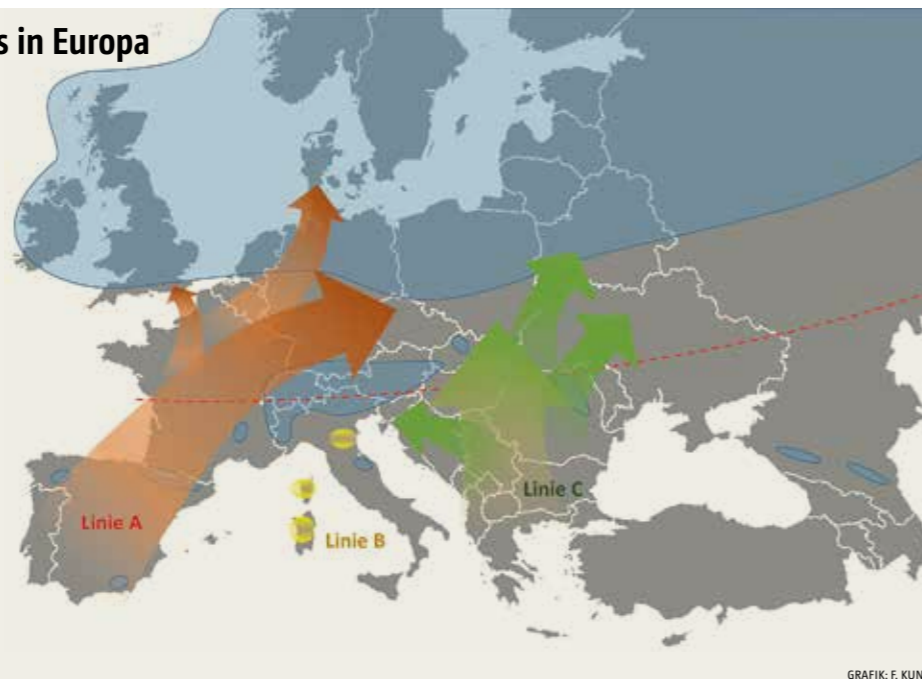 s in Europa
Linie A
Linie B
Linie C
GRAFIK: F. KUN